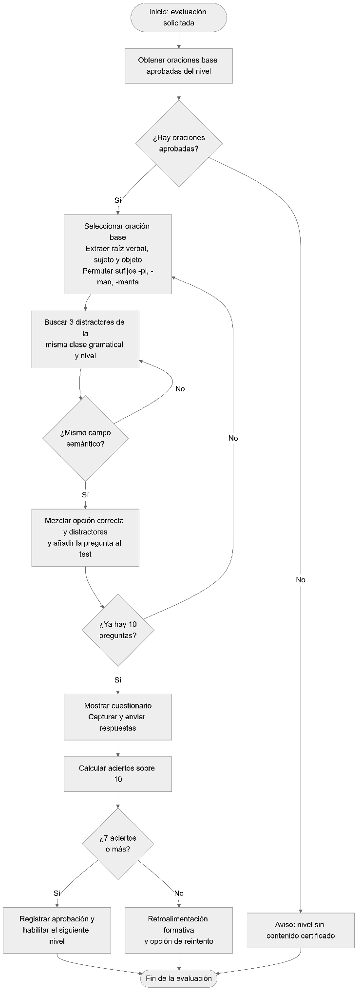 Inicio: evaluación
solicitada
Obtener oraciones base
aprobadas del nivel
¿Hay oraciones
aprobadas?
Sí
Seleccionar oración
base
Extraer raíz verbal,
sujeto y objeto
Permutar sufijos -pi, -
man, -manta
Buscar 3 distractores de
la
misma clase gramatical
y nivel
No
¿Mismo campo
semántico?
No
Sí
Mezclar opción correcta
y distractores
y añadir la pregunta al
test
No
¿Ya hay 10
preguntas?
Sí
Mostrar cuestionario
Capturar y enviar
respuestas
Calcular aciertos sobre
10
¿7 aciertos
o más?
Sí
No
Registrar aprobación y
habilitar el siguiente
nivel
Retroalimentación
formativa
y opción de reintento
Aviso: nivel sin
contenido certificado
Fin de la evaluación